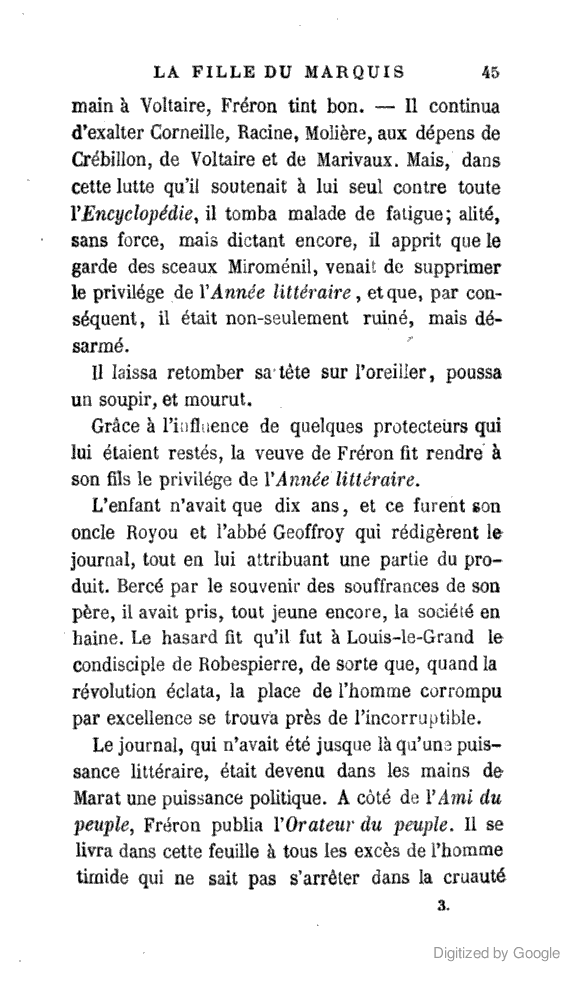 LA FILLE DU MARQUIS 45
main à Voltaire, Fréron tint bon. — Il continua
d'exalter Corneille, Racine, Molière, aux dépens de
Crébillon, de Voltaire et de Marivaux. Mais, dans
cette lutte qu'il soutenait à lui seul contre toute
l'Encyclopédie, il tomba malade de fatigue; alité,
sans force, mais dictant encore, il apprit que le
garde des sceaux Miroménil, venait de supprimer
le privilége de l'Année littéraire, et que, par con-
séquent, il était non-seulement ruiné, mais dé-
sarmé.
Il laissa retomber sa tête sur l'oreiller, poussa
un soupir, et mourut.
Grâce à l'influence de quelques protecteurs qui
lui étaient restés, la veuve de Fréron fit rendre à
son fils le privilége de l'Année littéraire.
L'enfant n'avait que dix ans, et ce furent son
oncle Royou et l'abbé Geoffroy qui rédigèrent le
journal, tout en lui attribuant une partie du pro-
duit. Bercé par le souvenir des souffrances de son
père, il avait pris, tout jeune encore, la société en
haine. Le hasard fit qu'il fut à Louis-le-Grand le
condisciple de Robespierre, de sorte que, quand la
révolution éclata, la place de l'homme corrompu
par excellence se trouva près de l'incorruptible.
Le journal, qui n'avait été jusque là qu'une puis-
sance littéraire, était devenu dans les mains de
Marat une puissance politique. A côté de l'Ami du
peuple, Fréron publia l'Orateur du peuple. Il se
livra dans cette feuille à tous les excès de l'homme
timide qui ne sait pas s'arrêter dans la cruauté
3.
Digitized by Google